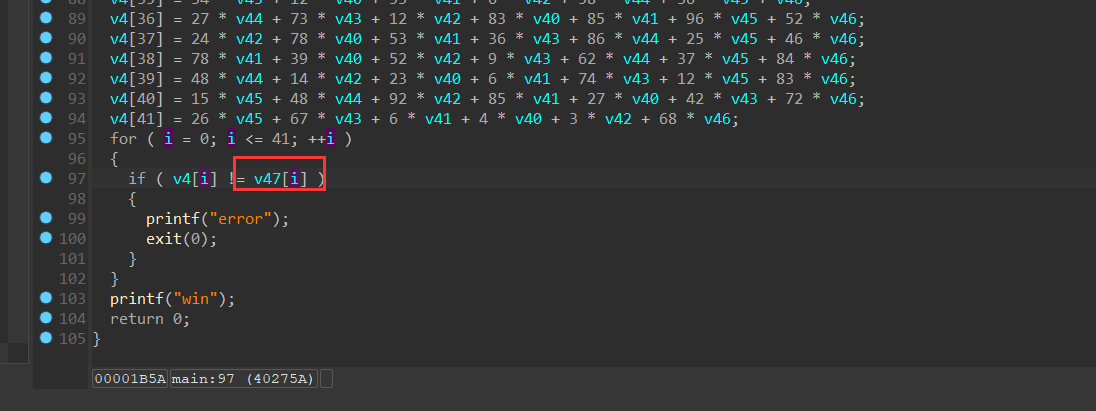 89 v4[36] = 27 * v44 + 73 * v43 + 12 * v42 + 83 * v40 + 85 * v41 + 96 * v45 + 52 * v46;
90 v4[37] = 24 * v42 + 78 * v40 + 53 * v41 + 36 * v43 + 86 * v44 + 25 * v45 + 46 * v46;
91 v4[38] = 78 * v41 + 39 * v40 + 52 * v42 + 9 * v43 + 62 * v44 + 37 * v45 + 84 * v46;
92 v4[39] = 48 * v44 + 14 * v42 + 23 * v40 + 6 * v41 + 74 * v43 + 12 * v45 + 83 * v46;
93 v4[40] = 15 * v45 + 48 * v44 + 92 * v42 + 85 * v41 + 27 * v40 + 42 * v43 + 72 * v46;
94 v4[41] = 26 * v45 + 67 * v43 + 6 * v41 + 4 * v40 + 3 * v42 + 68 * v46;
95 for ( i = 0; i <= 41; ++i )
96 {
97 if ( v4[i] != v47[i] )
98 {
99 printf("error");
100 exit(0);
101 }
102 }
103 printf("win");
104 return 0;
105 }
00001B5A main:97 (40275A)